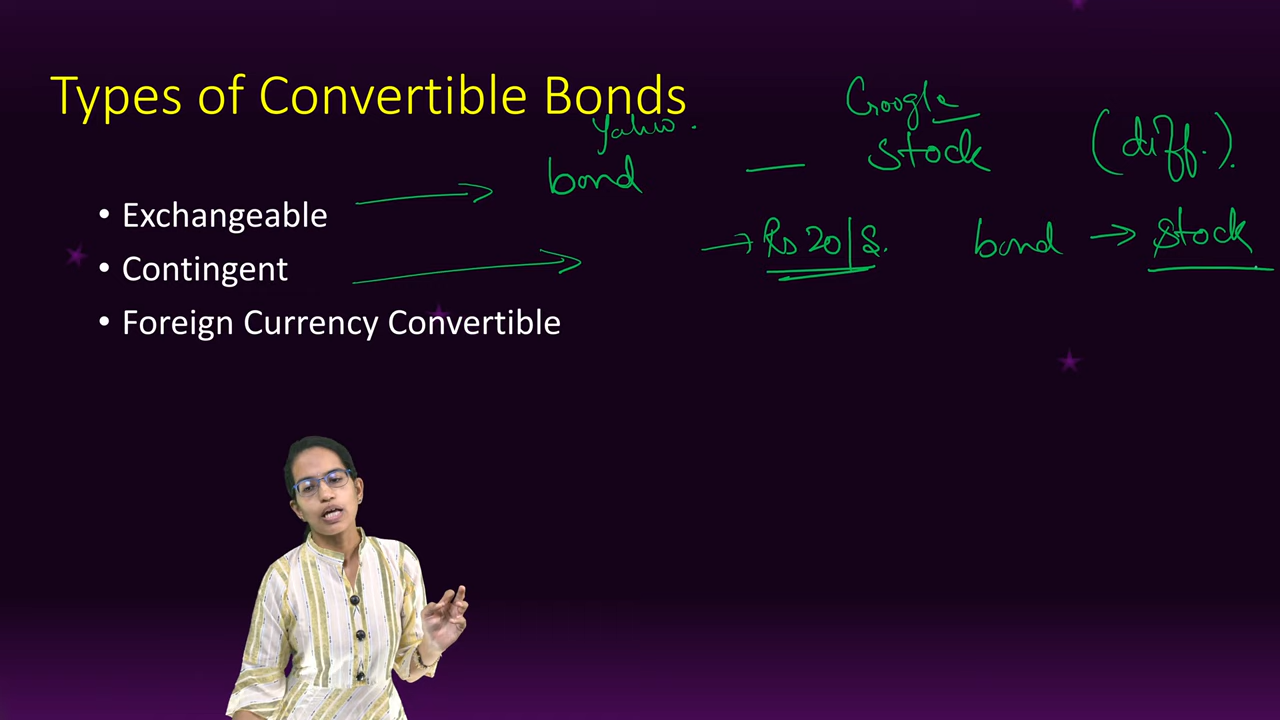 Types of Convertible Bonds
Google
Yahoo.
bond — stock (diff.).
• Exchangeable
→ Rs 20/S. bond → stock
• Contingent
• Foreign Currency Convertible